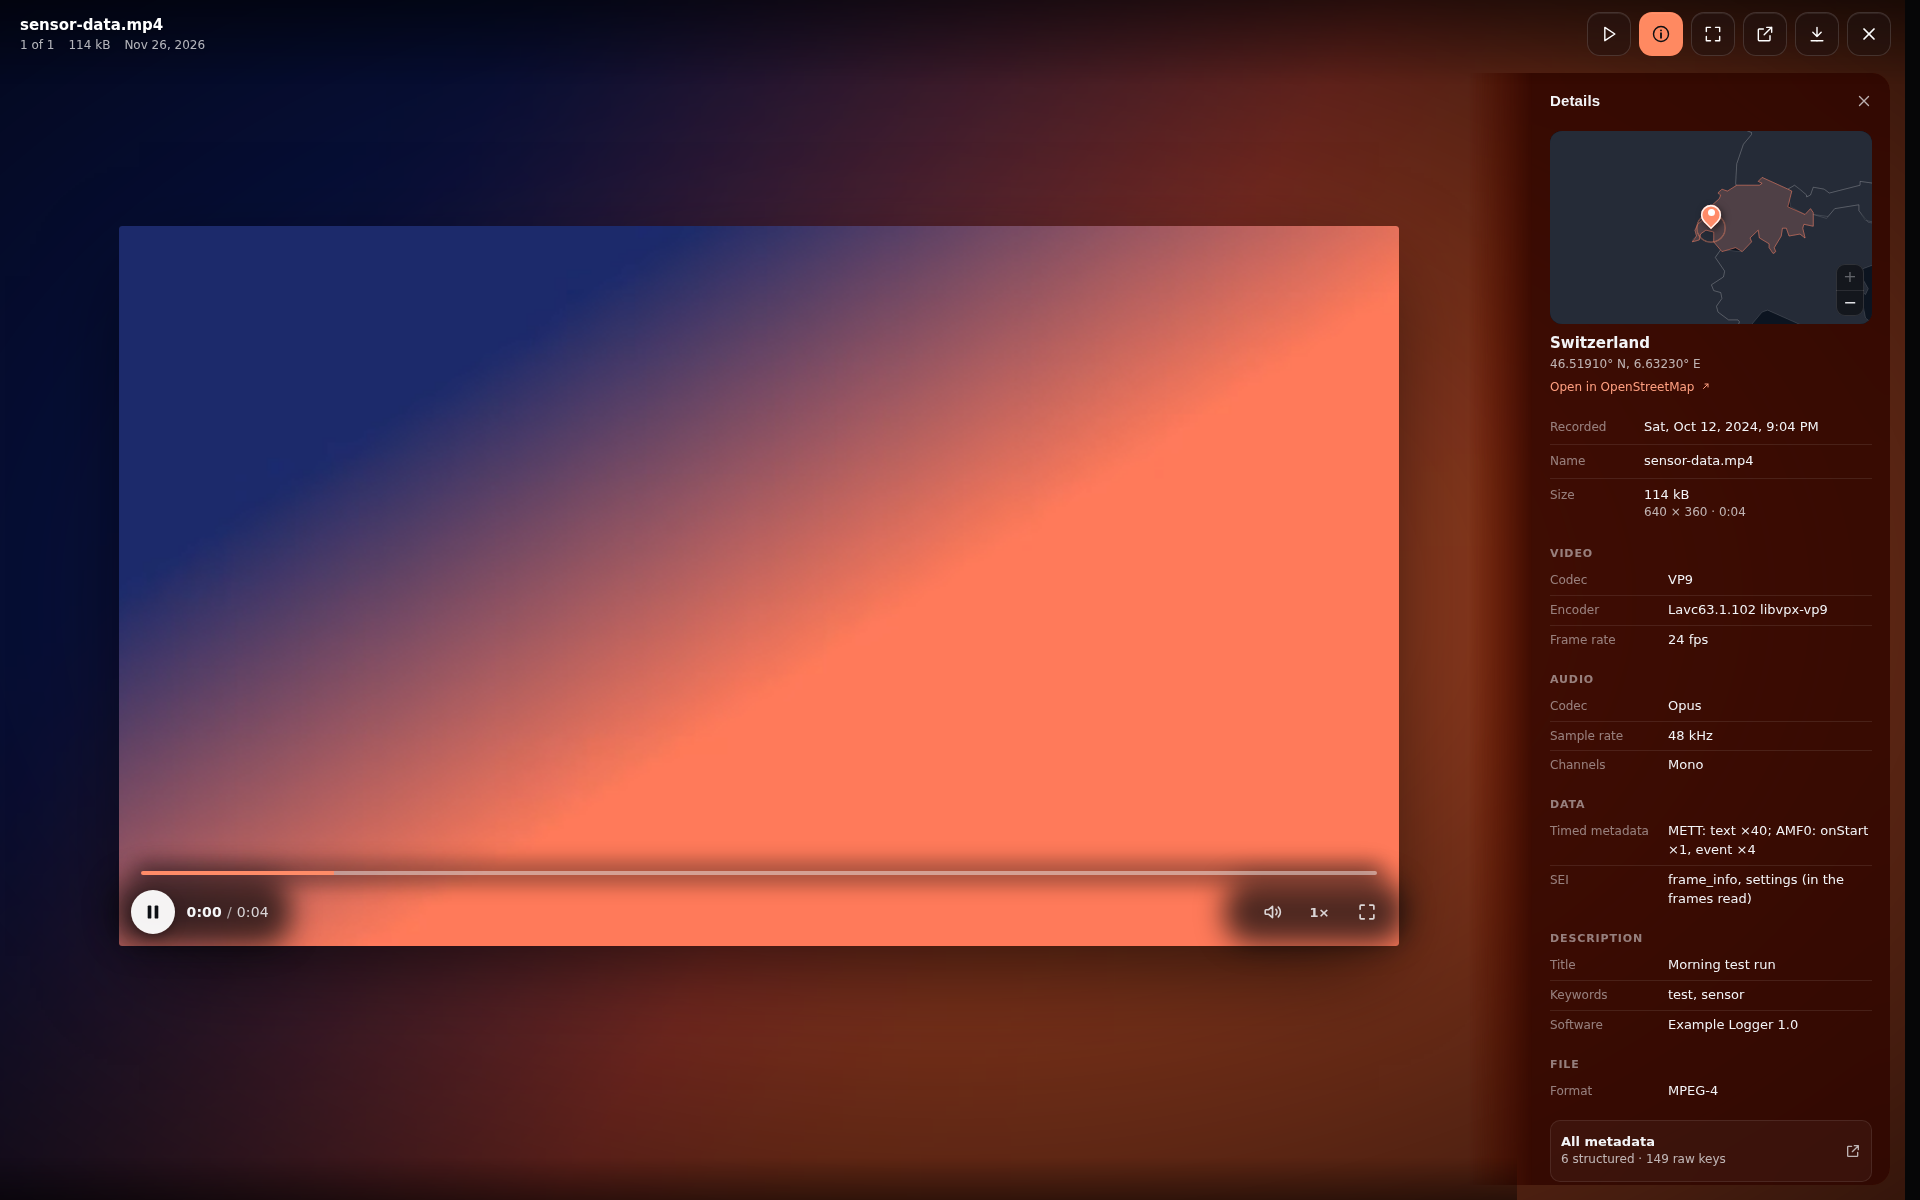 sensor-data.mp4
1 of 1 114 kB Nov 26, 2026
Details
Switzerland
46.51910° N, 6.63230° E
Open in OpenStreetMap ↗
Recorded Sat, Oct 12, 2024, 9:04 PM
Name sensor-data.mp4
Size 114 kB
640 × 360 · 0:04
VIDEO
Codec VP9
Encoder Lavc63.1.102 libvpx-vp9
Frame rate 24 fps
AUDIO
Codec Opus
Sample rate 48 kHz
Channels Mono
DATA
Timed metadata METT: text ×40; AMF0: onStart
×1, event ×4
SEI frame_info, settings (in the
frames read)
DESCRIPTION
Title Morning test run
Keywords test, sensor
Software Example Logger 1.0
FILE
Format MPEG-4
All metadata
6 structured · 149 raw keys
0:00 / 0:04
1×